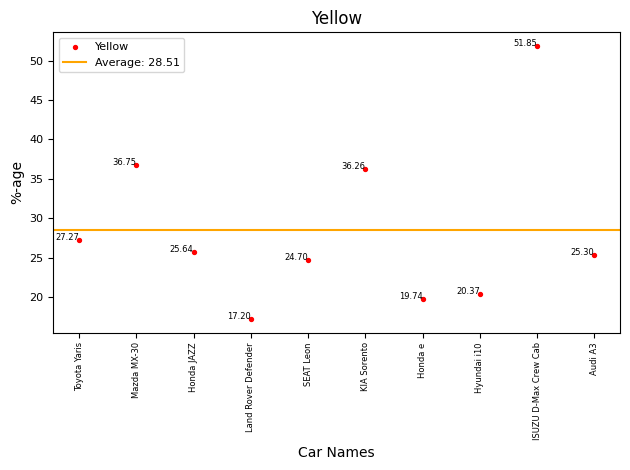 Yellow
Yellow
Average: 28.51
%-age
50
45
40
35
30
25
20
27.27
36.75
25.64
17.20
24.70
36.26
19.74
20.37
51.85
25.30
Toyota Yaris
Mazda MX-30
Honda JAZZ
Land Rover Defender
SEAT Leon
KIA Sorento
Honda e
Hyundai i10
ISUZU D-Max Crew Cab
Audi A3
Car Names